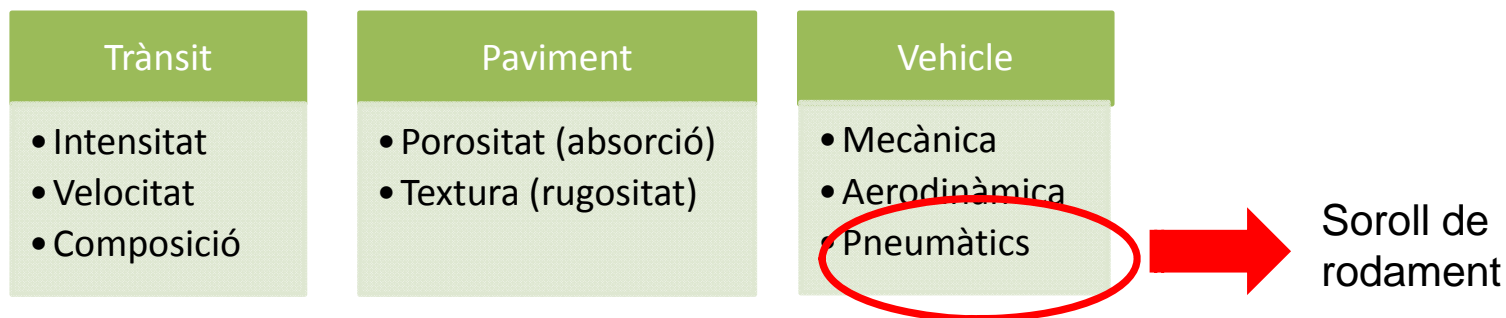 Trànsit
• Intensitat
• Velocitat
• Composició
Paviment
• Porositat (absorció)
• Textura (rugositat)
Vehicle
• Mecànica
• Aerodinàmica
• Pneumàtics
Soroll de
rodament